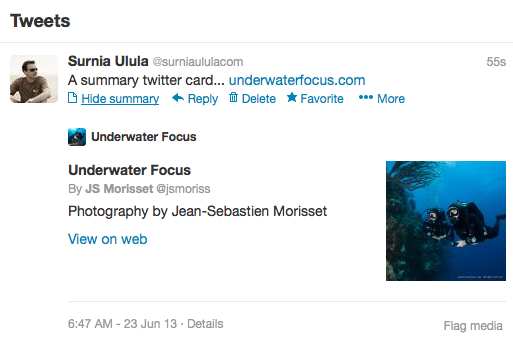 Tweets
Surnia Ulula @surniaululacom 55s
A summary twitter card... underwaterfocus.com
Hide summary Reply Delete Favorite More
Underwater Focus
Underwater Focus
By JS Morisset @jsmoriss
Photography by Jean-Sebastien Morisset
View on web
6:47 AM - 23 Jun 13 · Details
Flag media